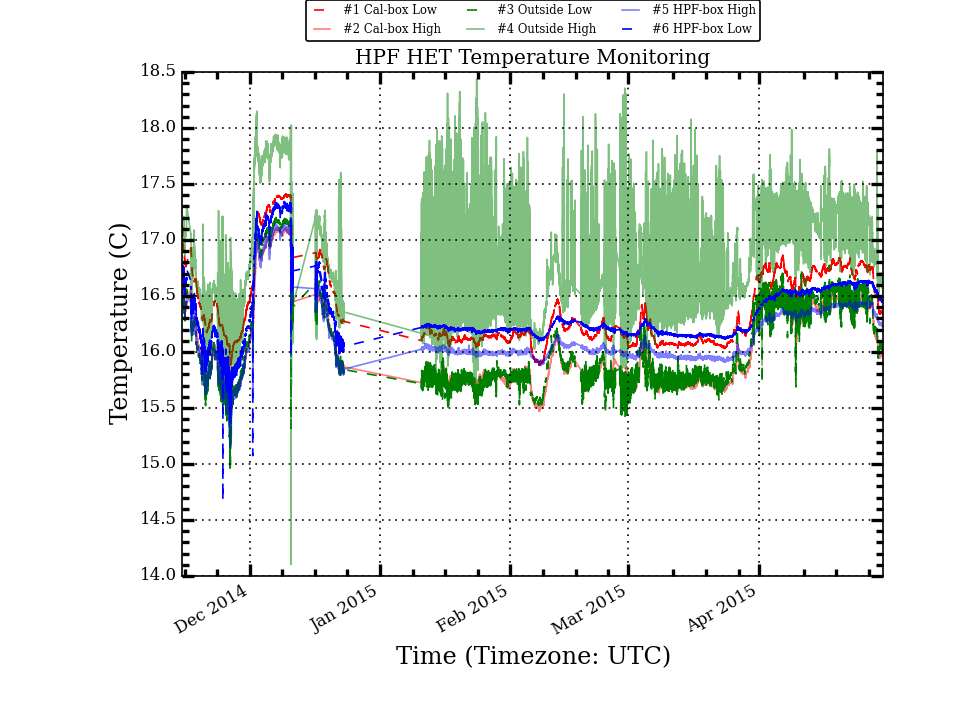 #1 Cal-box Low #3 Outside Low #5 HPF-box High
#2 Cal-box High #4 Outside High #6 HPF-box Low
HPF HET Temperature Monitoring
18.5
18.0
17.5
17.0
16.5
16.0
15.5
15.0
14.5
14.0
Temperature (C)
Dec 2014 Jan 2015 Feb 2015 Mar 2015 Apr 2015
Time (Timezone: UTC)